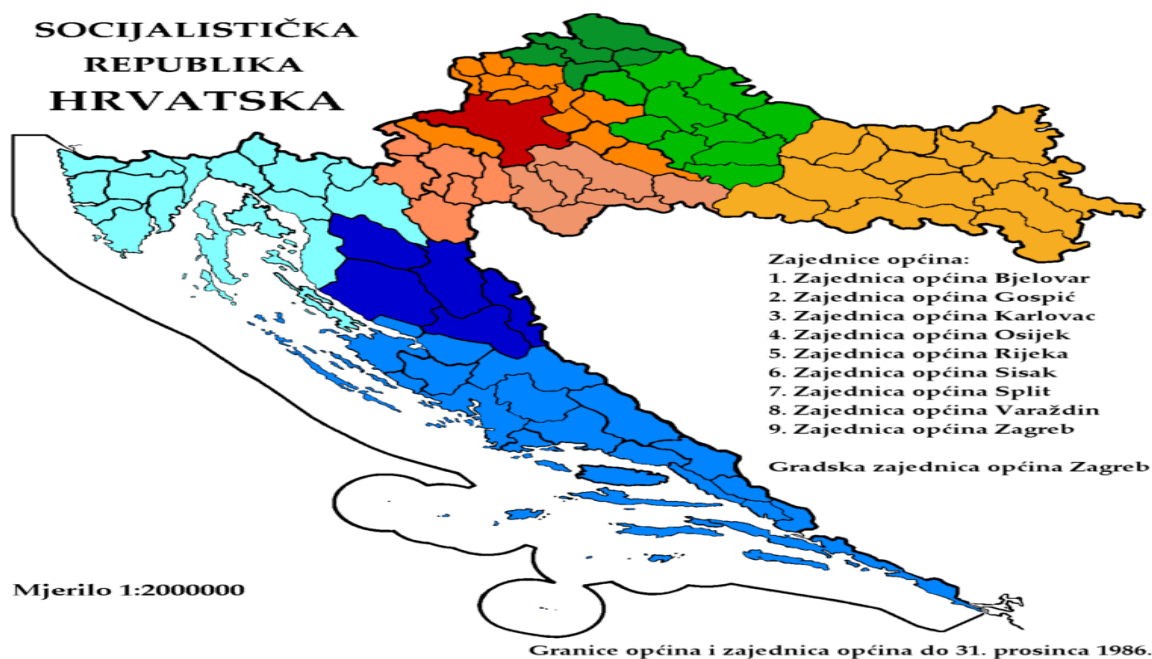 SOCIJALISTIČKA
REPUBLIKA
HRVATSKA
Zajednice općina:
1. Zajednica općina Bjelovar
2. Zajednica općina Gospić
3. Zajednica općina Karlovac
4. Zajednica općina Osijek
5. Zajednica općina Rijeka
6. Zajednica općina Sisak
7. Zajednica općina Split
8. Zajednica općina Varaždin
9. Zajednica općina Zagreb
Gradska zajednica općina Zagreb
Mjerilo 1:2000000
Granice općina i zajednica općina do 31. prosinca 1986.